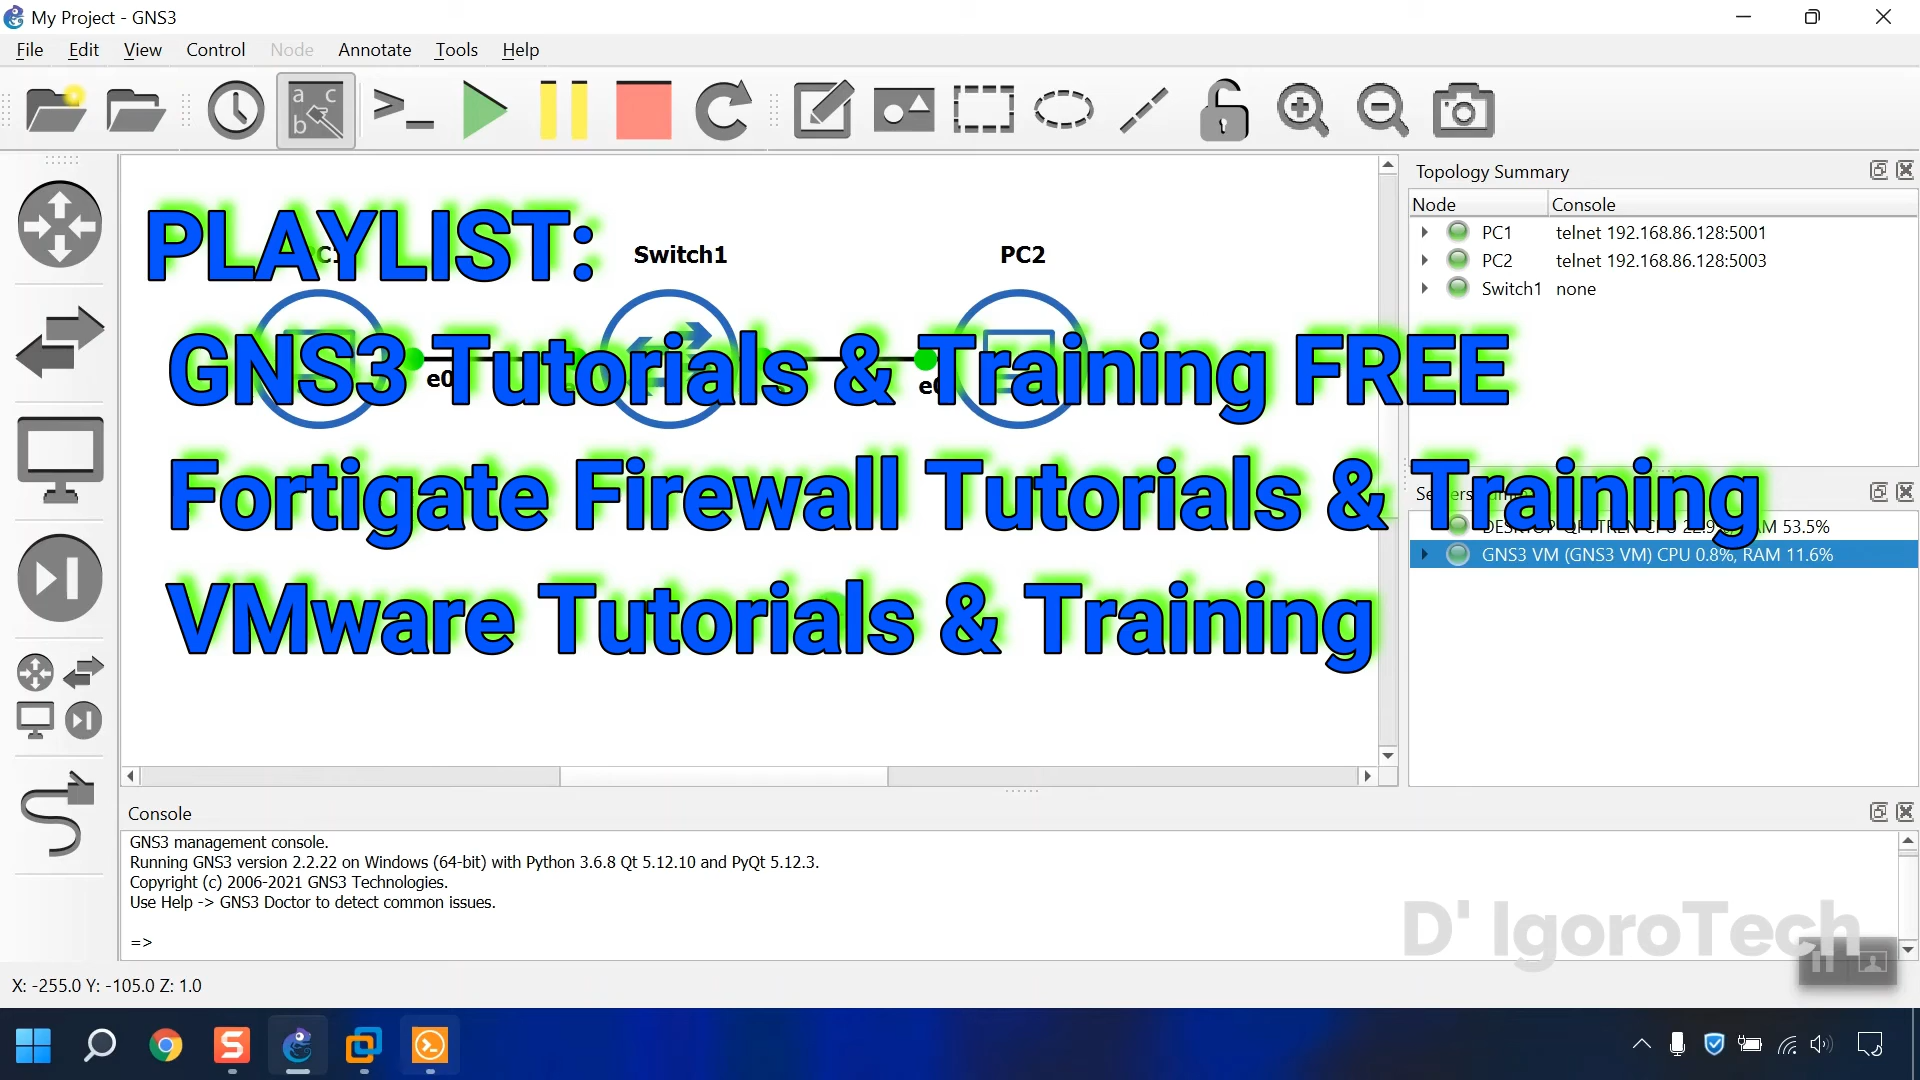 My Project - GNS3
File Edit View Control Node Annotate Tools Help
a c
b
Topology Summary
Node Console
PC1 telnet 192.168.86.128:5001
PC2 telnet 192.168.86.128:5003
Switch1 none
PLAYLIST:
Switch1
PC2
GNS3 Tutorials & Training FREE
e0
Fortigate Firewall Tutorials & Training
CPU 22.9%, RAM 53.5%
GNS3 VM (GNS3 VM) CPU 0.8%, RAM 11.6%
VMware Tutorials & Training
Console
GNS3 management console.
Running GNS3 version 2.2.22 on Windows (64-bit) with Python 3.6.8 Qt 5.12.10 and PyQt 5.12.3.
Copyright (c) 2006-2021 GNS3 Technologies.
Use Help -> GNS3 Doctor to detect common issues.
=>
D' IgoroTech
X: -255.0 Y: -105.0 Z: 1.0